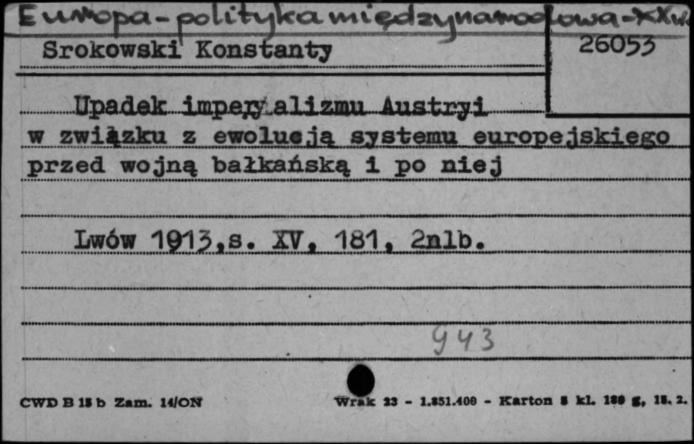 Europa-polityka międzynarodowa-XXw.
Srokowski Konstanty
26053
Upadek imperyalizmu Austryi
w związku z ewolucją systemu europejskiego
przed wojną bałkańską i po niej
Lwów 1913,s. XV, 181, 2nlb.
943
CWD B 15 b Zam. 14/ON
Wrak 23 - 1.851.400 - Karton 8 kl. 180 g, 18. 2.